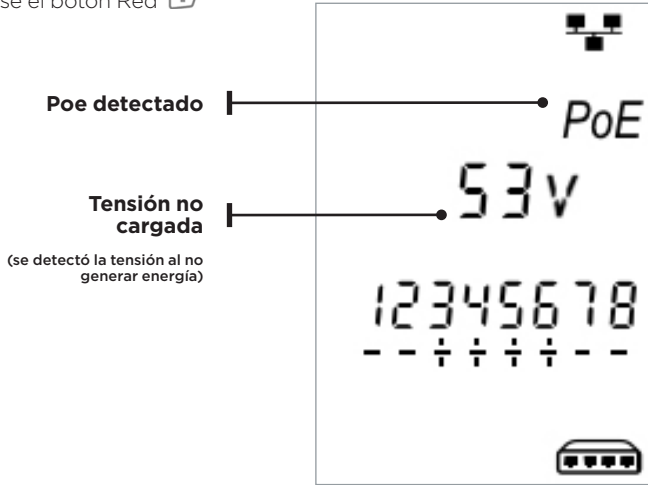 se el botón Red
PoE
Poe detectado
53V
Tensión no
cargada
(se detectó la tensión al no
generar energía)
12345678
--÷÷÷÷--